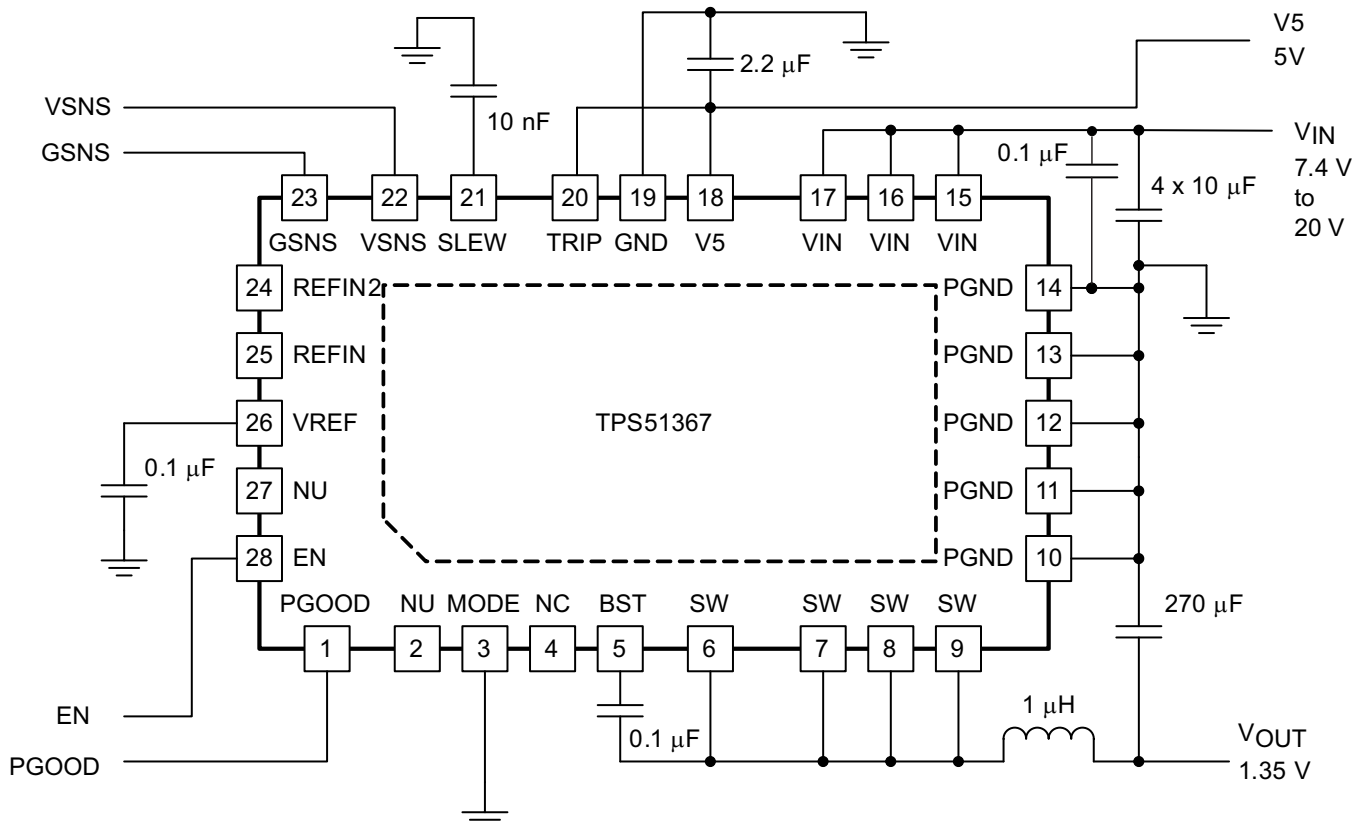 V5
5V
2.2 μF
10 nF
VSNS
GSNS
VIN
7.4 V
to
20 V
0.1 μF
4 x 10 μF
23 22 21 20 19 18 17 16 15
GSNS VSNS SLEW TRIP GND V5 VIN VIN VIN
24 REFIN2
PGND 14
25 REFIN
PGND 13
26 VREF
TPS51367
PGND 12
0.1 μF
27 NU
PGND 11
28 EN
PGND 10
PGOOD NU MODE NC BST SW SW SW SW
1 2 3 4 5 6 7 8 9
270 μF
EN
PGOOD
0.1 μF
1 μH
VOUT
1.35 V